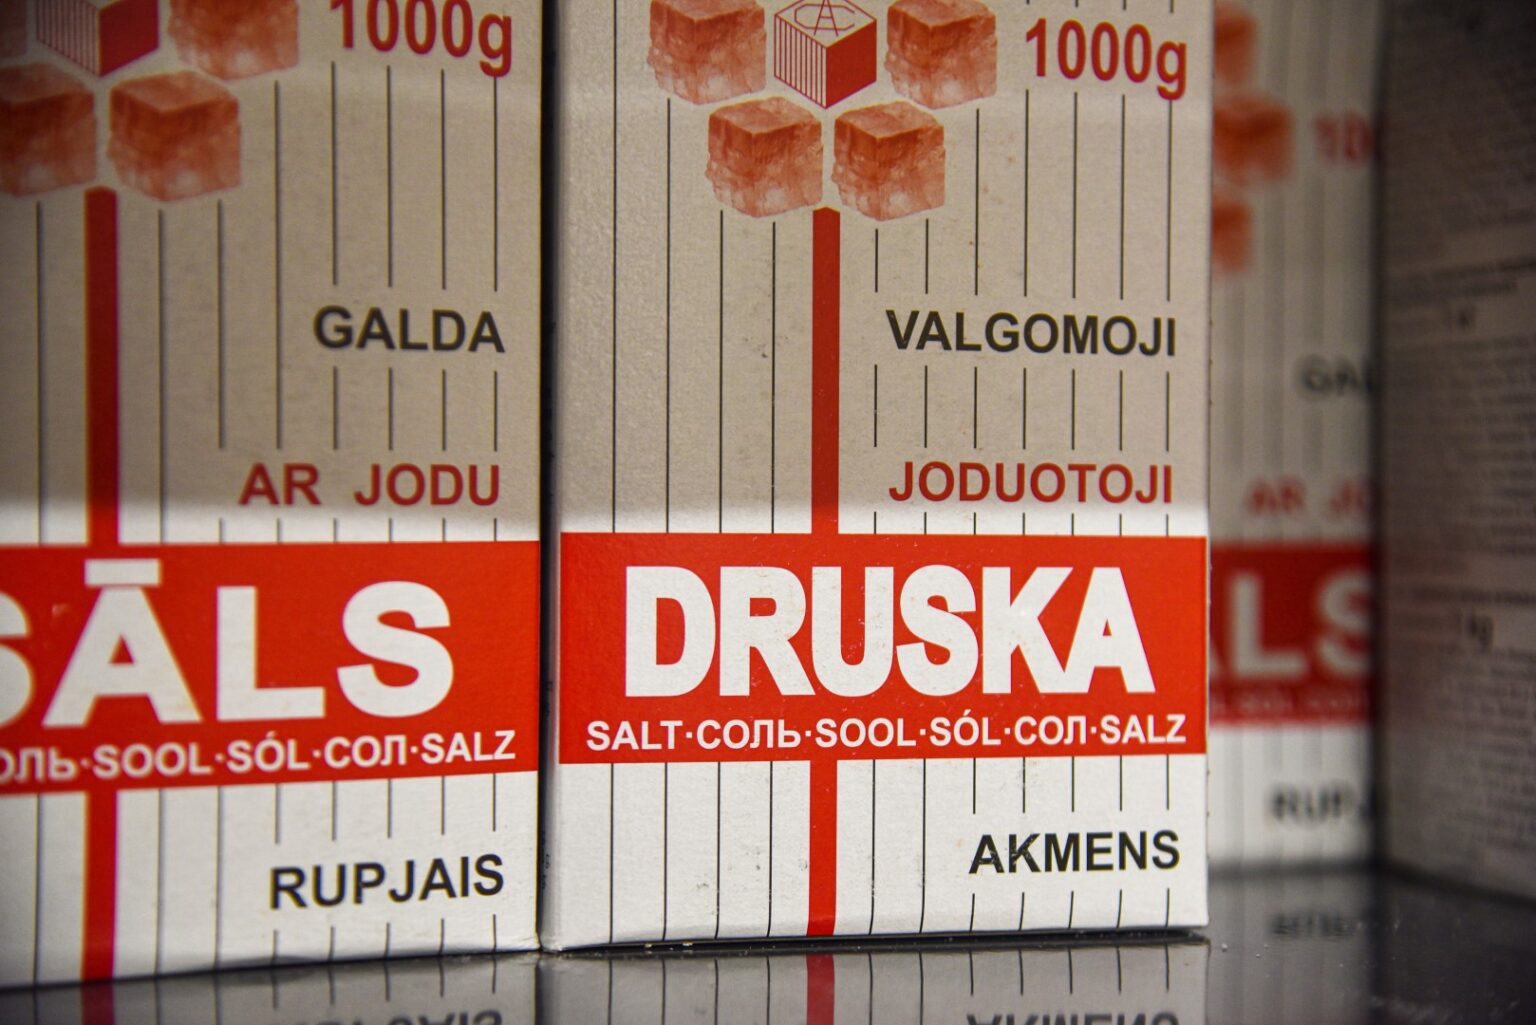 1000g
GALDA
AR JODU
SĀLS
СОЛЬ·SOOL·SÓL·СОЛ·SALZ
RUPJAIS
1000g
VALGOMOJI
JODUOTOJI
DRUSKA
SALT·СОЛЬ·SOOL·SÓL·СОЛ·SALZ
AKMENS